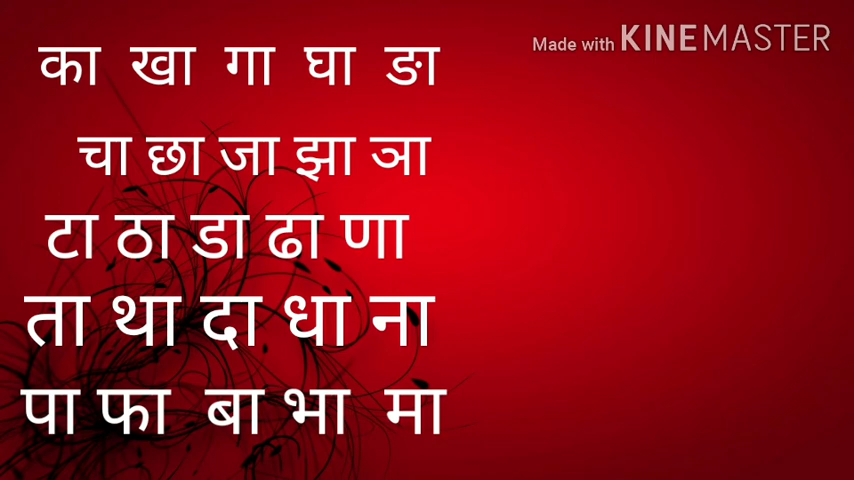 Made with KINEMASTER
का खा गा घा ङा
चा छा जा झा ञा
टा ठा डा ढा णा
ता था दा धा ना
पा फा बा भा मा